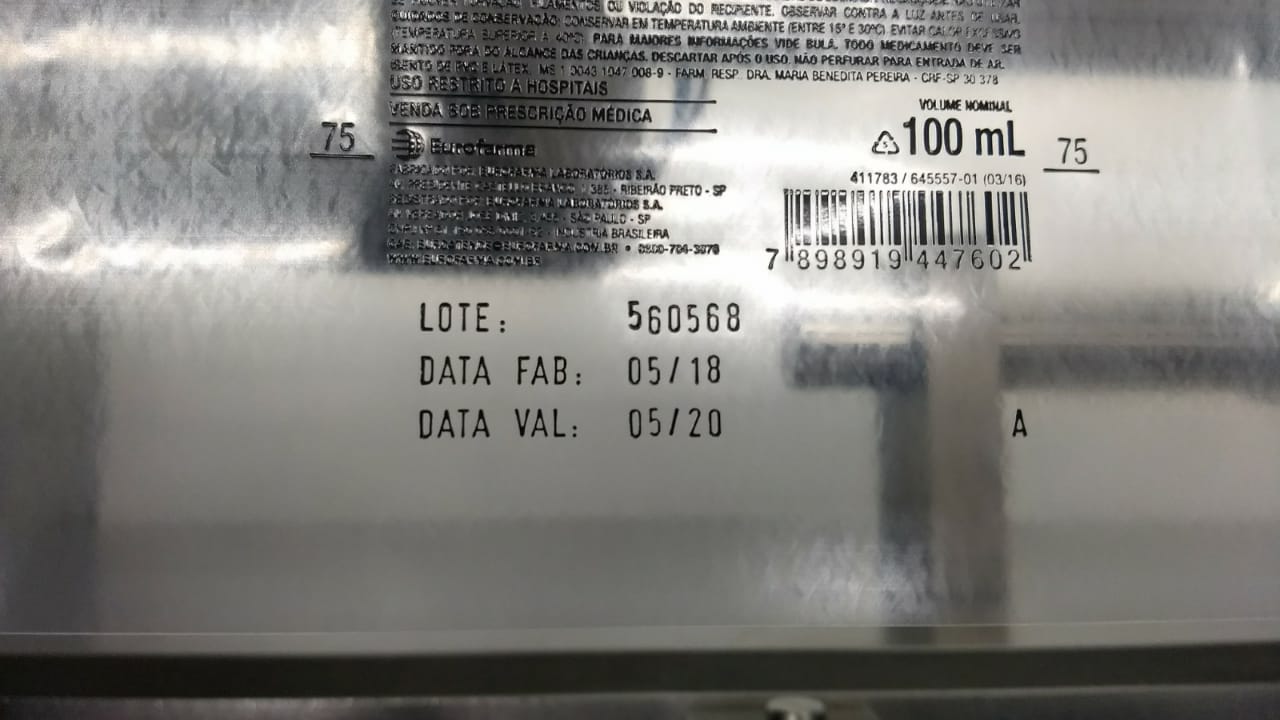 OU VIOLAÇÃO DO RECIPIENTE. OBSERVAR CONTRA A LUZ ANTES DE USAR.
CUIDADOS DE CONSERVAÇÃO: CONSERVAR EM TEMPERATURA AMBIENTE (ENTRE 15º E 30ºC) EVITAR CALOR EXCESSIVO
(TEMPERATURA SUPERIOR A 40ºC) PARA MAIORES INFORMAÇÕES VIDE BULA. TODO MEDICAMENTO DEVE SER
MANTIDO FORA DO ALCANCE DAS CRIANÇAS. DESCARTAR APÓS O USO. NÃO PERFURAR PARA ENTRADA DE AR.
ISENTO DE PVC E LÁTEX. MS 1.0043.1047.008-9 - FARM. RESP. DRA. MARIA BENEDITA PEREIRA - CRF-SP 30.378
USO RESTRITO A HOSPITAIS
VENDA SOB PRESCRIÇÃO MÉDICA
VOLUME NOMINAL
100 mL
75
75
Eurofarma
411783 / 645557-01 (03/16)
EUROFARMA LABORATÓRIOS S.A.
385 - RIBEIRÃO PRETO - SP
EUROFARMA LABORATÓRIOS S.A.
SÃO PAULO - SP
INDÚSTRIA BRASILEIRA
WWW.EUROFARMA.COM.BR
7 898919 447602
LOTE: 560568
DATA FAB: 05/18
DATA VAL: 05/20
A